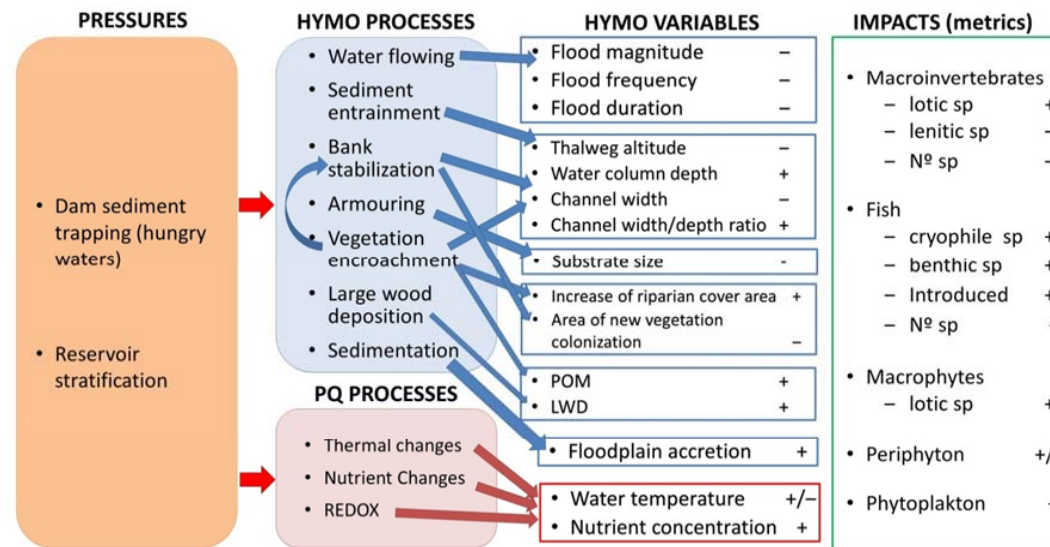 PRESSURES
• Dam sediment
trapping (hungry
waters)
• Reservoir
stratification
HYMO PROCESSES
• Water flowing
• Sediment
entrainment
• Bank
stabilization
• Armouring
• Vegetation
encroachment
• Large wood
deposition
• Sedimentation
PQ PROCESSES
• Thermal changes
• Nutrient Changes
• REDOX
HYMO VARIABLES
• Flood magnitude –
• Flood frequency –
• Flood duration –
• Thalweg altitude –
• Water column depth +
• Channel width –
• Channel width/depth ratio +
• Substrate size -
• Increase of riparian cover area +
• Area of new vegetation
colonization –
• POM +
• LWD +
• Floodplain accretion +
• Water temperature +/–
• Nutrient concentration +
IMPACTS (metrics)
• Macroinvertebrates
– lotic sp +
– lenitic sp –
– Nº sp –
• Fish
– cryophile sp +
– benthic sp +
– Introduced +
– Nº sp -
• Macrophytes
– lotic sp +
• Periphyton +/
• Phytoplakton -